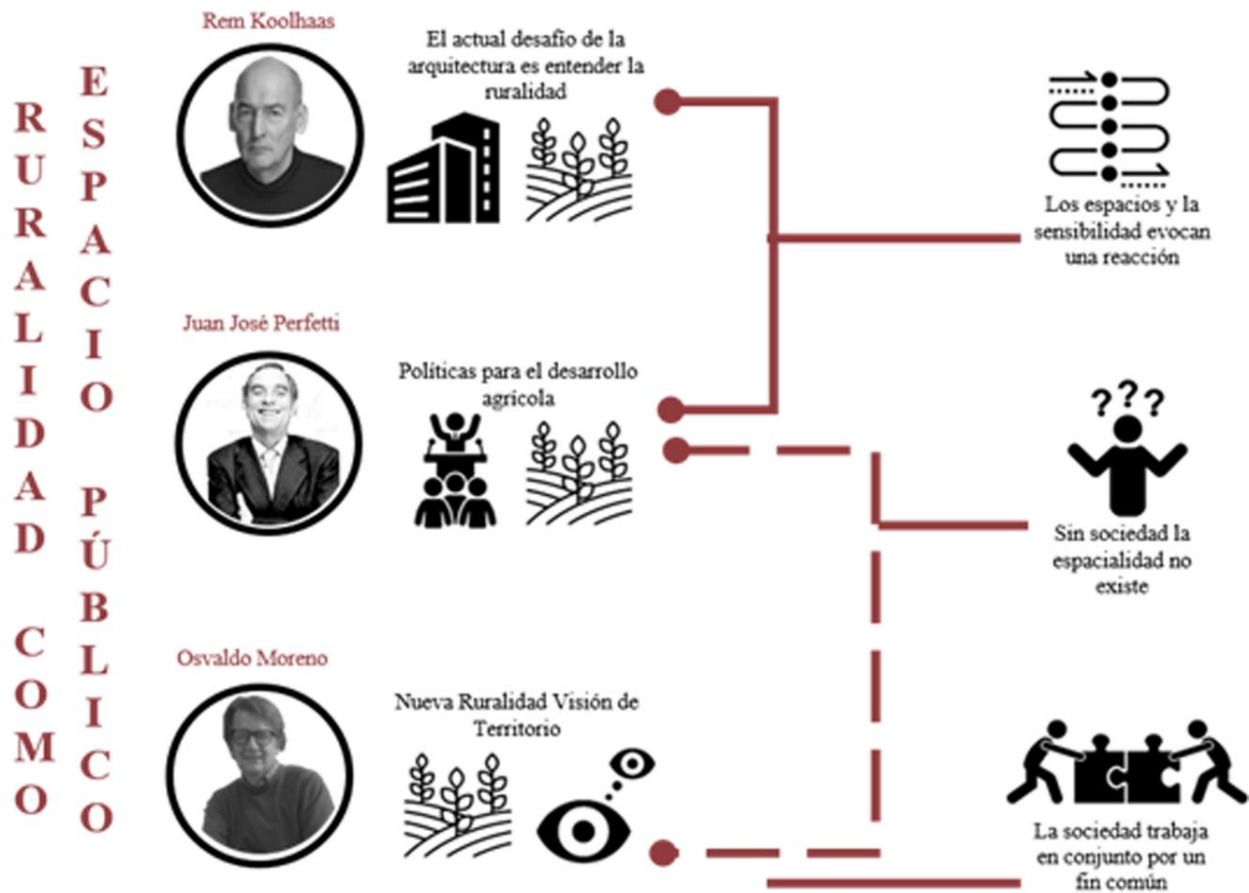 RURALIDAD COMO
ESPACIO PÚBLICO
Rem Koolhaas
El actual desafío de la
arquitectura es entender la
ruralidad
Los espacios y la
sensibilidad evocan
una reacción
Juan José Perfetti
Políticas para el desarrollo
agrícola
???
Sin sociedad la
espacialidad no
existe
Osvaldo Moreno
Nueva Ruralidad Visión de
Territorio
La sociedad trabaja
en conjunto por un
fin común